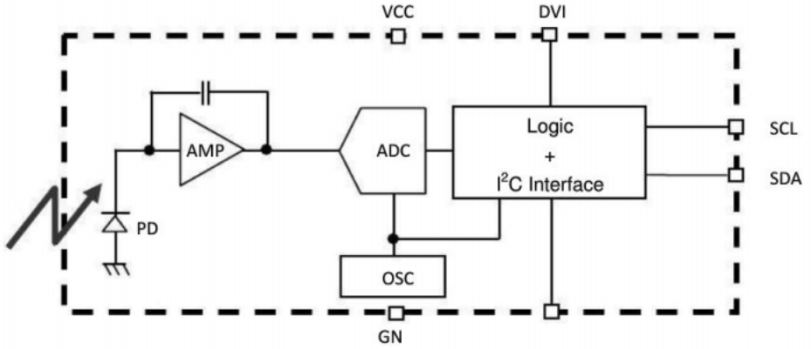 VCC
DVI
AMP
ADC
Logic
+
I²C Interface
SCL
SDA
PD
OSC
GN